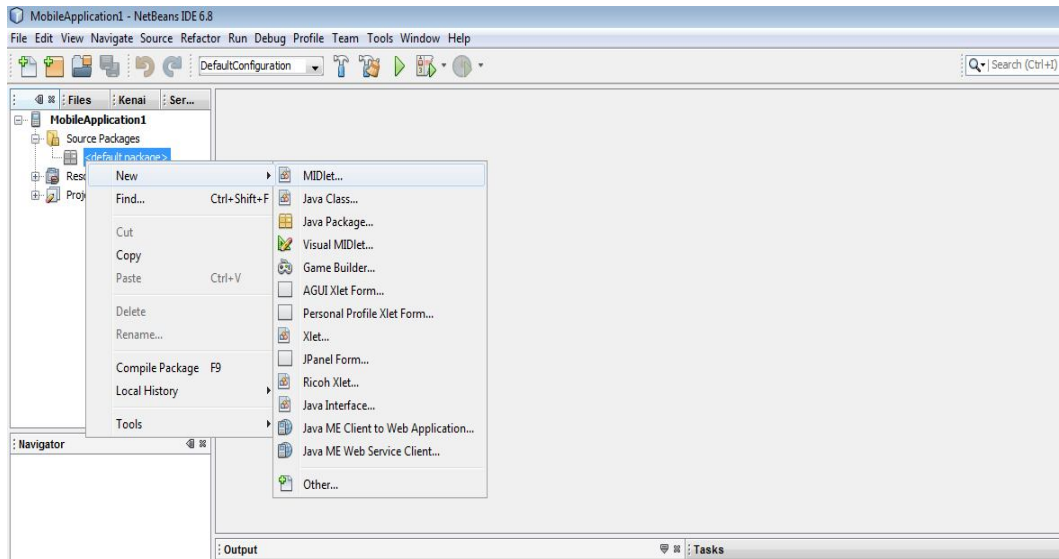 MobileApplication1 - NetBeans IDE 6.8
File Edit View Navigate Source Refactor Run Debug Profile Team Tools Window Help
DefaultConfiguration
Search (Ctrl+I)
Files Kenai Ser...
MobileApplication1
Source Packages
<default package>
Reso
Proj
New
Find... Ctrl+Shift+F
Cut
Copy
Paste Ctrl+V
Delete
Rename...
Compile Package F9
Local History
Tools
MIDlet...
Java Class...
Java Package...
Visual MIDlet...
Game Builder...
AGUI Xlet Form...
Personal Profile Xlet Form...
Xlet...
JPanel Form...
Ricoh Xlet...
Java Interface...
Java ME Client to Web Application...
Java ME Web Service Client...
Other...
Navigator
Output
Tasks